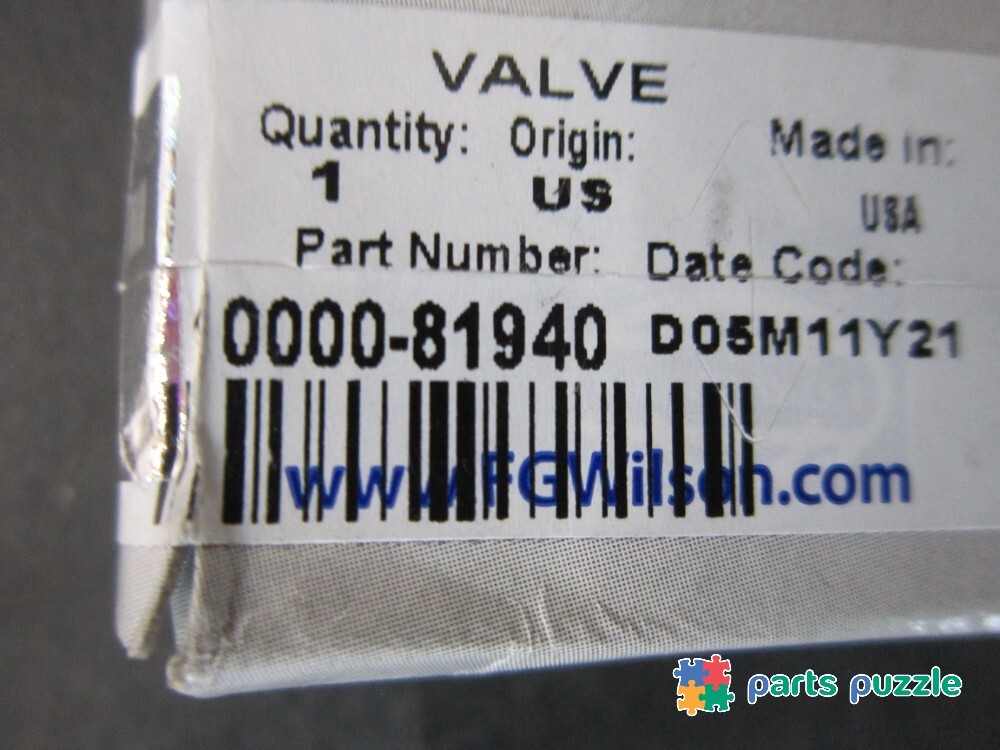 VALVE
Quantity: Origin: Made in:
1 US USA
Part Number: Date Code:
0000-81940 D05M11Y21
www.FGWilson.com
parts puzzle